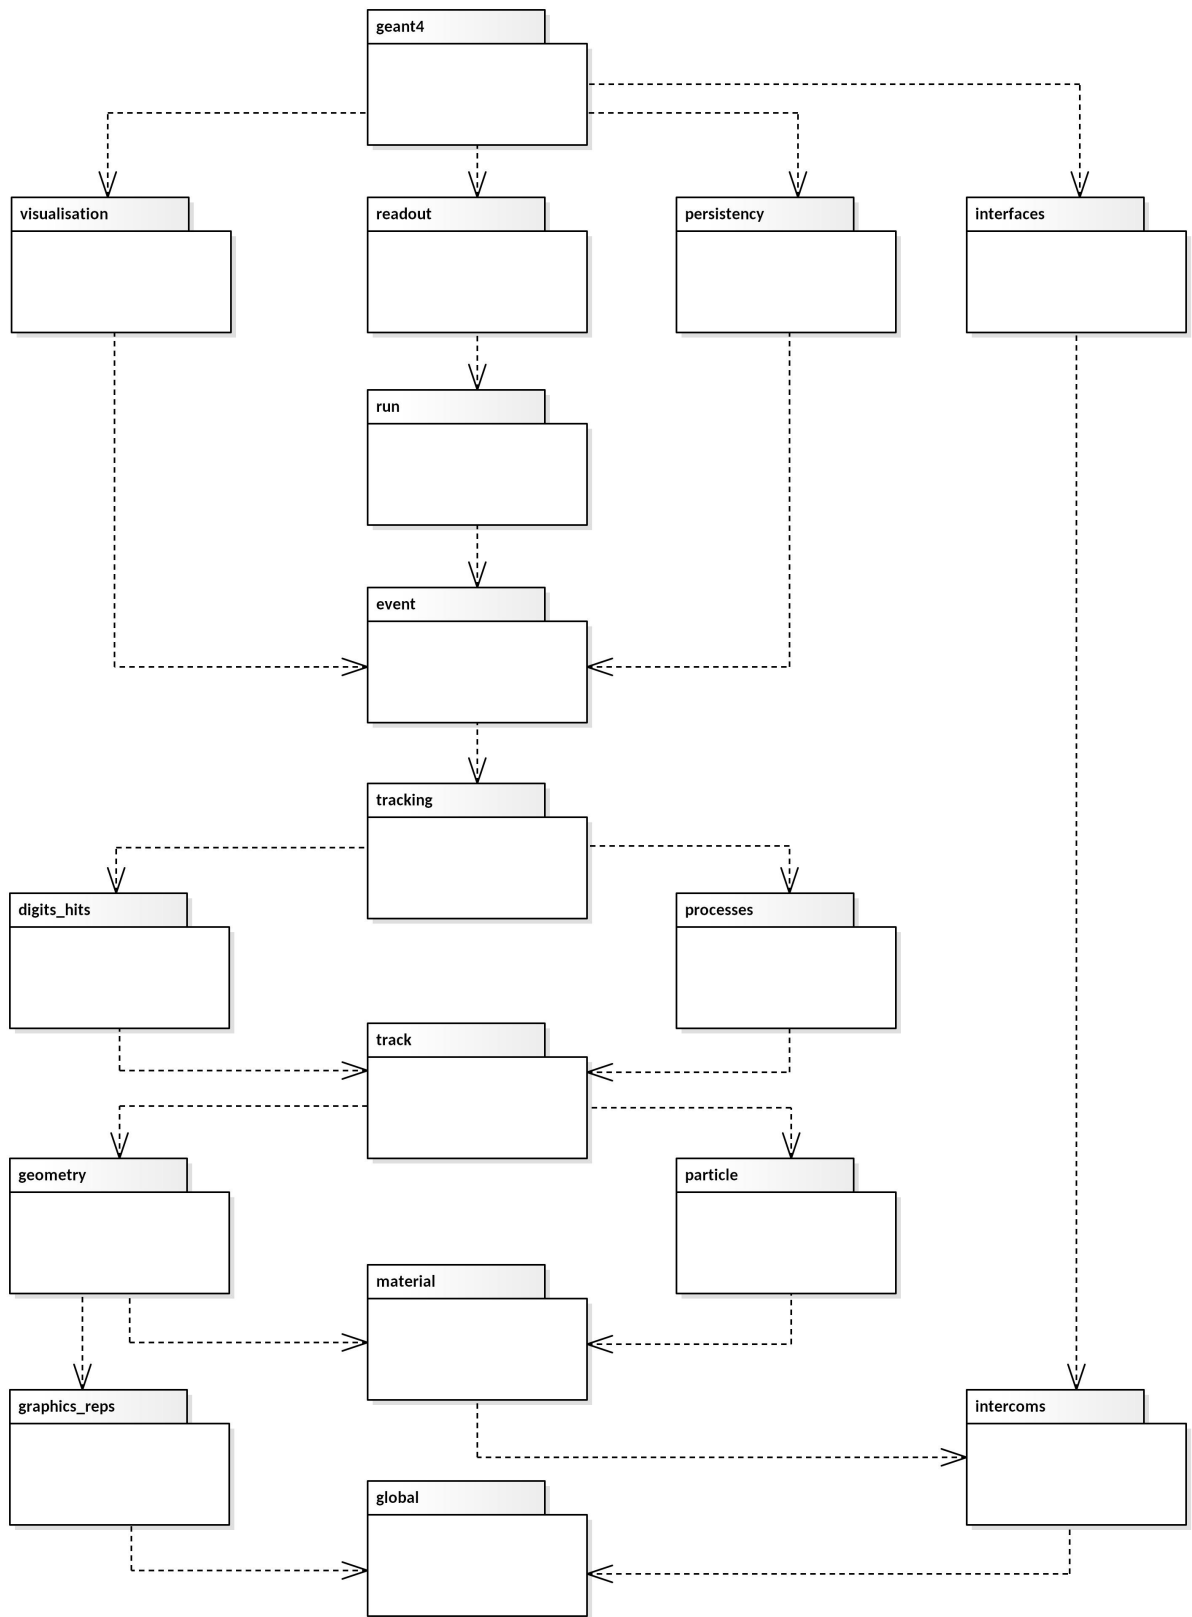 geant4
visualisation
readout
persistency
interfaces
run
event
tracking
digits_hits
processes
track
geometry
particle
material
graphics_reps
intercoms
global